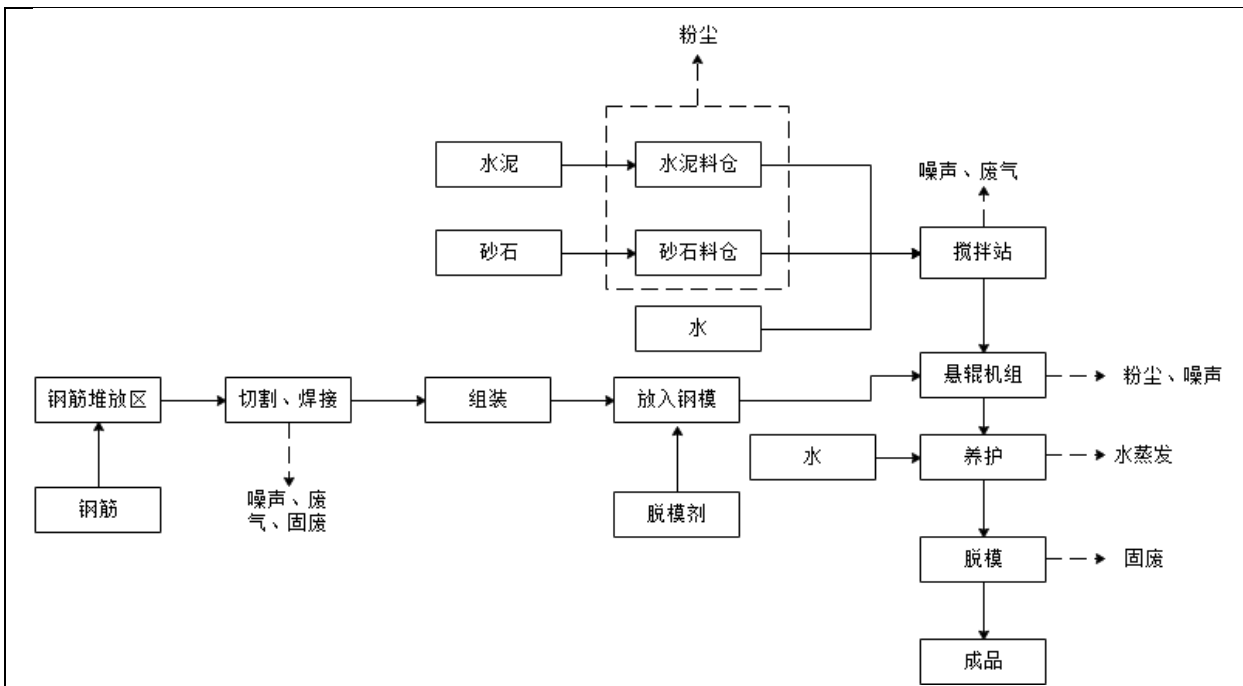 粉尘
水泥
水泥料仓
噪声、废气
砂石
砂石料仓
搅拌站
水
钢筋堆放区
切割、焊接
组装
放入钢模
悬辊机组
粉尘、噪声
水
养护
水蒸发
钢筋
噪声、废
气、固废
脱模剂
脱模
固废
成品